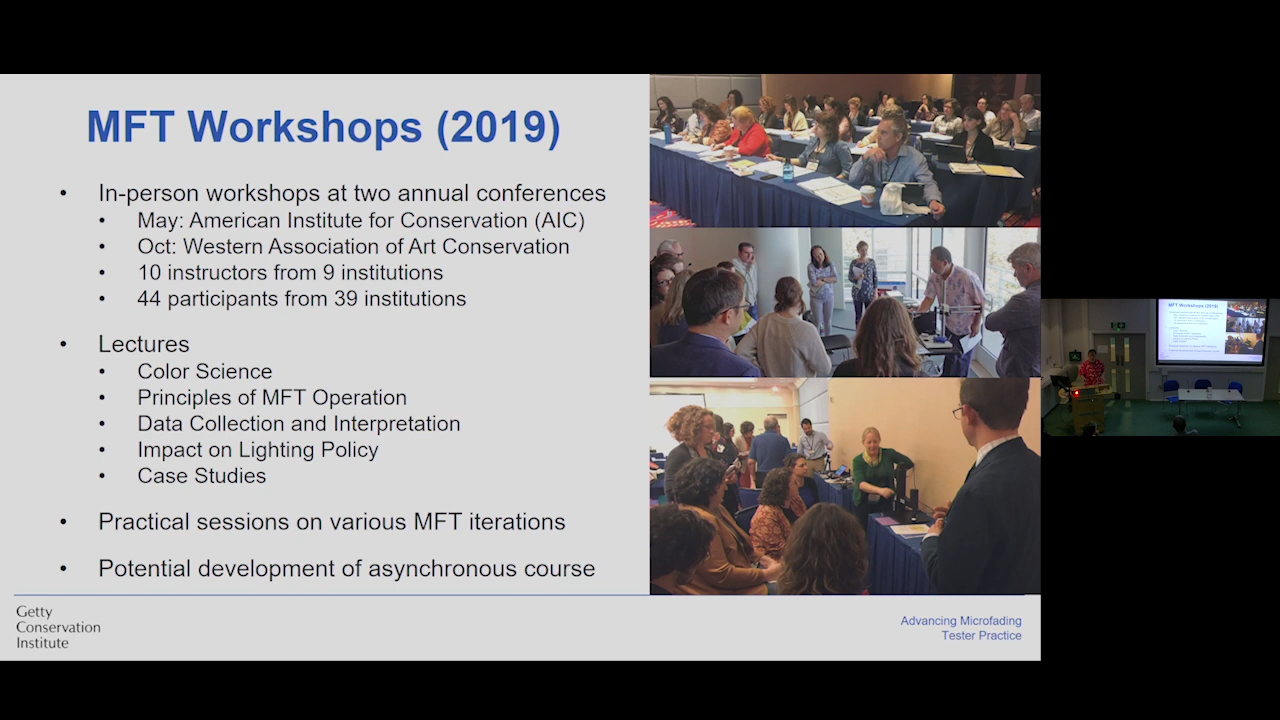 MFT Workshops (2019)
• In-person workshops at two annual conferences
• May: American Institute for Conservation (AIC)
• Oct: Western Association of Art Conservation
• 10 instructors from 9 institutions
• 44 participants from 39 institutions
• Lectures
• Color Science
• Principles of MFT Operation
• Data Collection and Interpretation
• Impact on Lighting Policy
• Case Studies
• Practical sessions on various MFT iterations
• Potential development of asynchronous course
Getty
Conservation
Institute
Advancing Microfading
Tester Practice
MFT Workshops (2019)